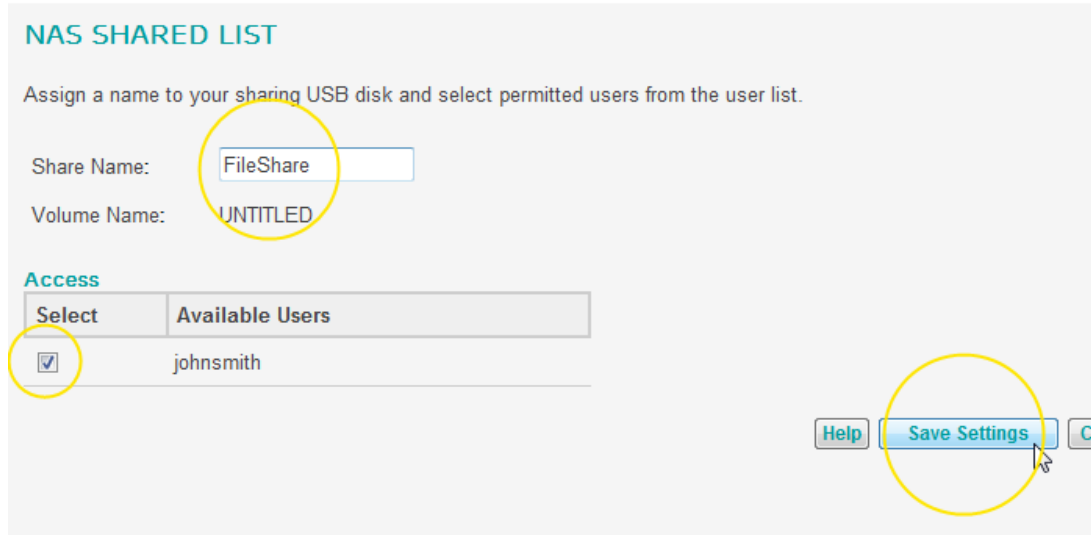 NAS SHARED LIST
Assign a name to your sharing USB disk and select permitted users from the user list.
Share Name: FileShare
Volume Name: UNTITLED
Access
Select Available Users
johnsmith
Help Save Settings C